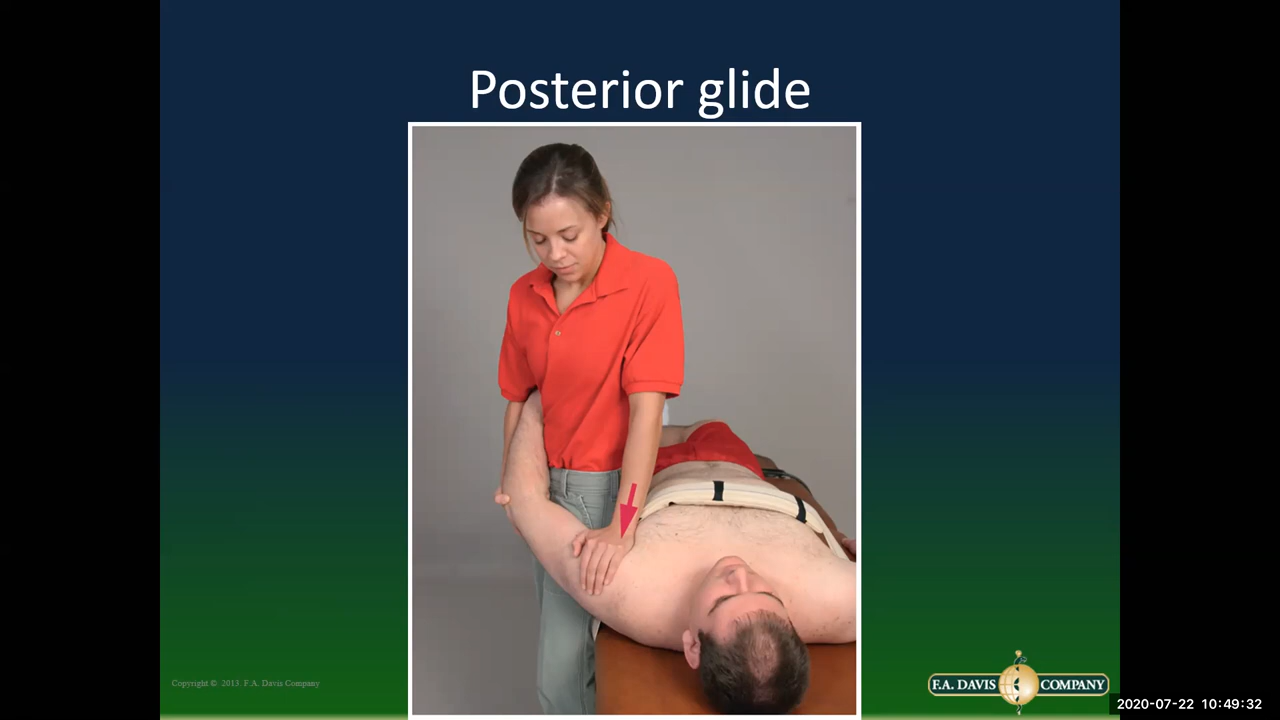 Posterior glide
Copyright © 2013. F.A. Davis Company
F.A. DAVIS COMPANY
2020-07-22 10:49:32